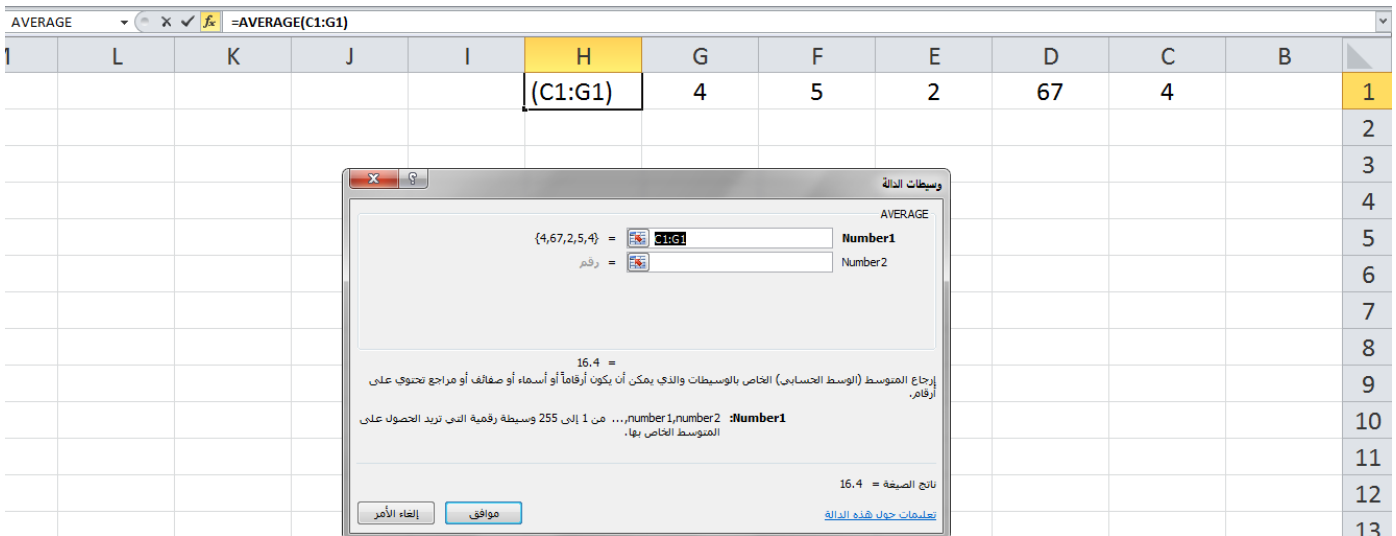 AVERAGE fx =AVERAGE(C1:G1)
B C D E F G H I J K L
1 4 67 2 5 4 (C1:G1)
2
3
4
5
6
7
8
9
10
11
12
13
وسيطات الدالة
AVERAGE
Number1 C1:G1 = {4,67,2,5,4}
Number2 = رقم
= 16.4
إرجاع المتوسط (الوسط الحسابي) الخاص بالوسيطات والذي يمكن أن يكون أرقاماً أو أسماء أو صفائف أو مراجع تحتوي على
أرقام.
Number1: number1,number2,... من 1 إلى 255 وسيطة رقمية التي تريد الحصول على
المتوسط الخاص بها.
ناتج الصيغة = 16.4
تعليمات حول هذه الدالة
موافق
إلغاء الأمر